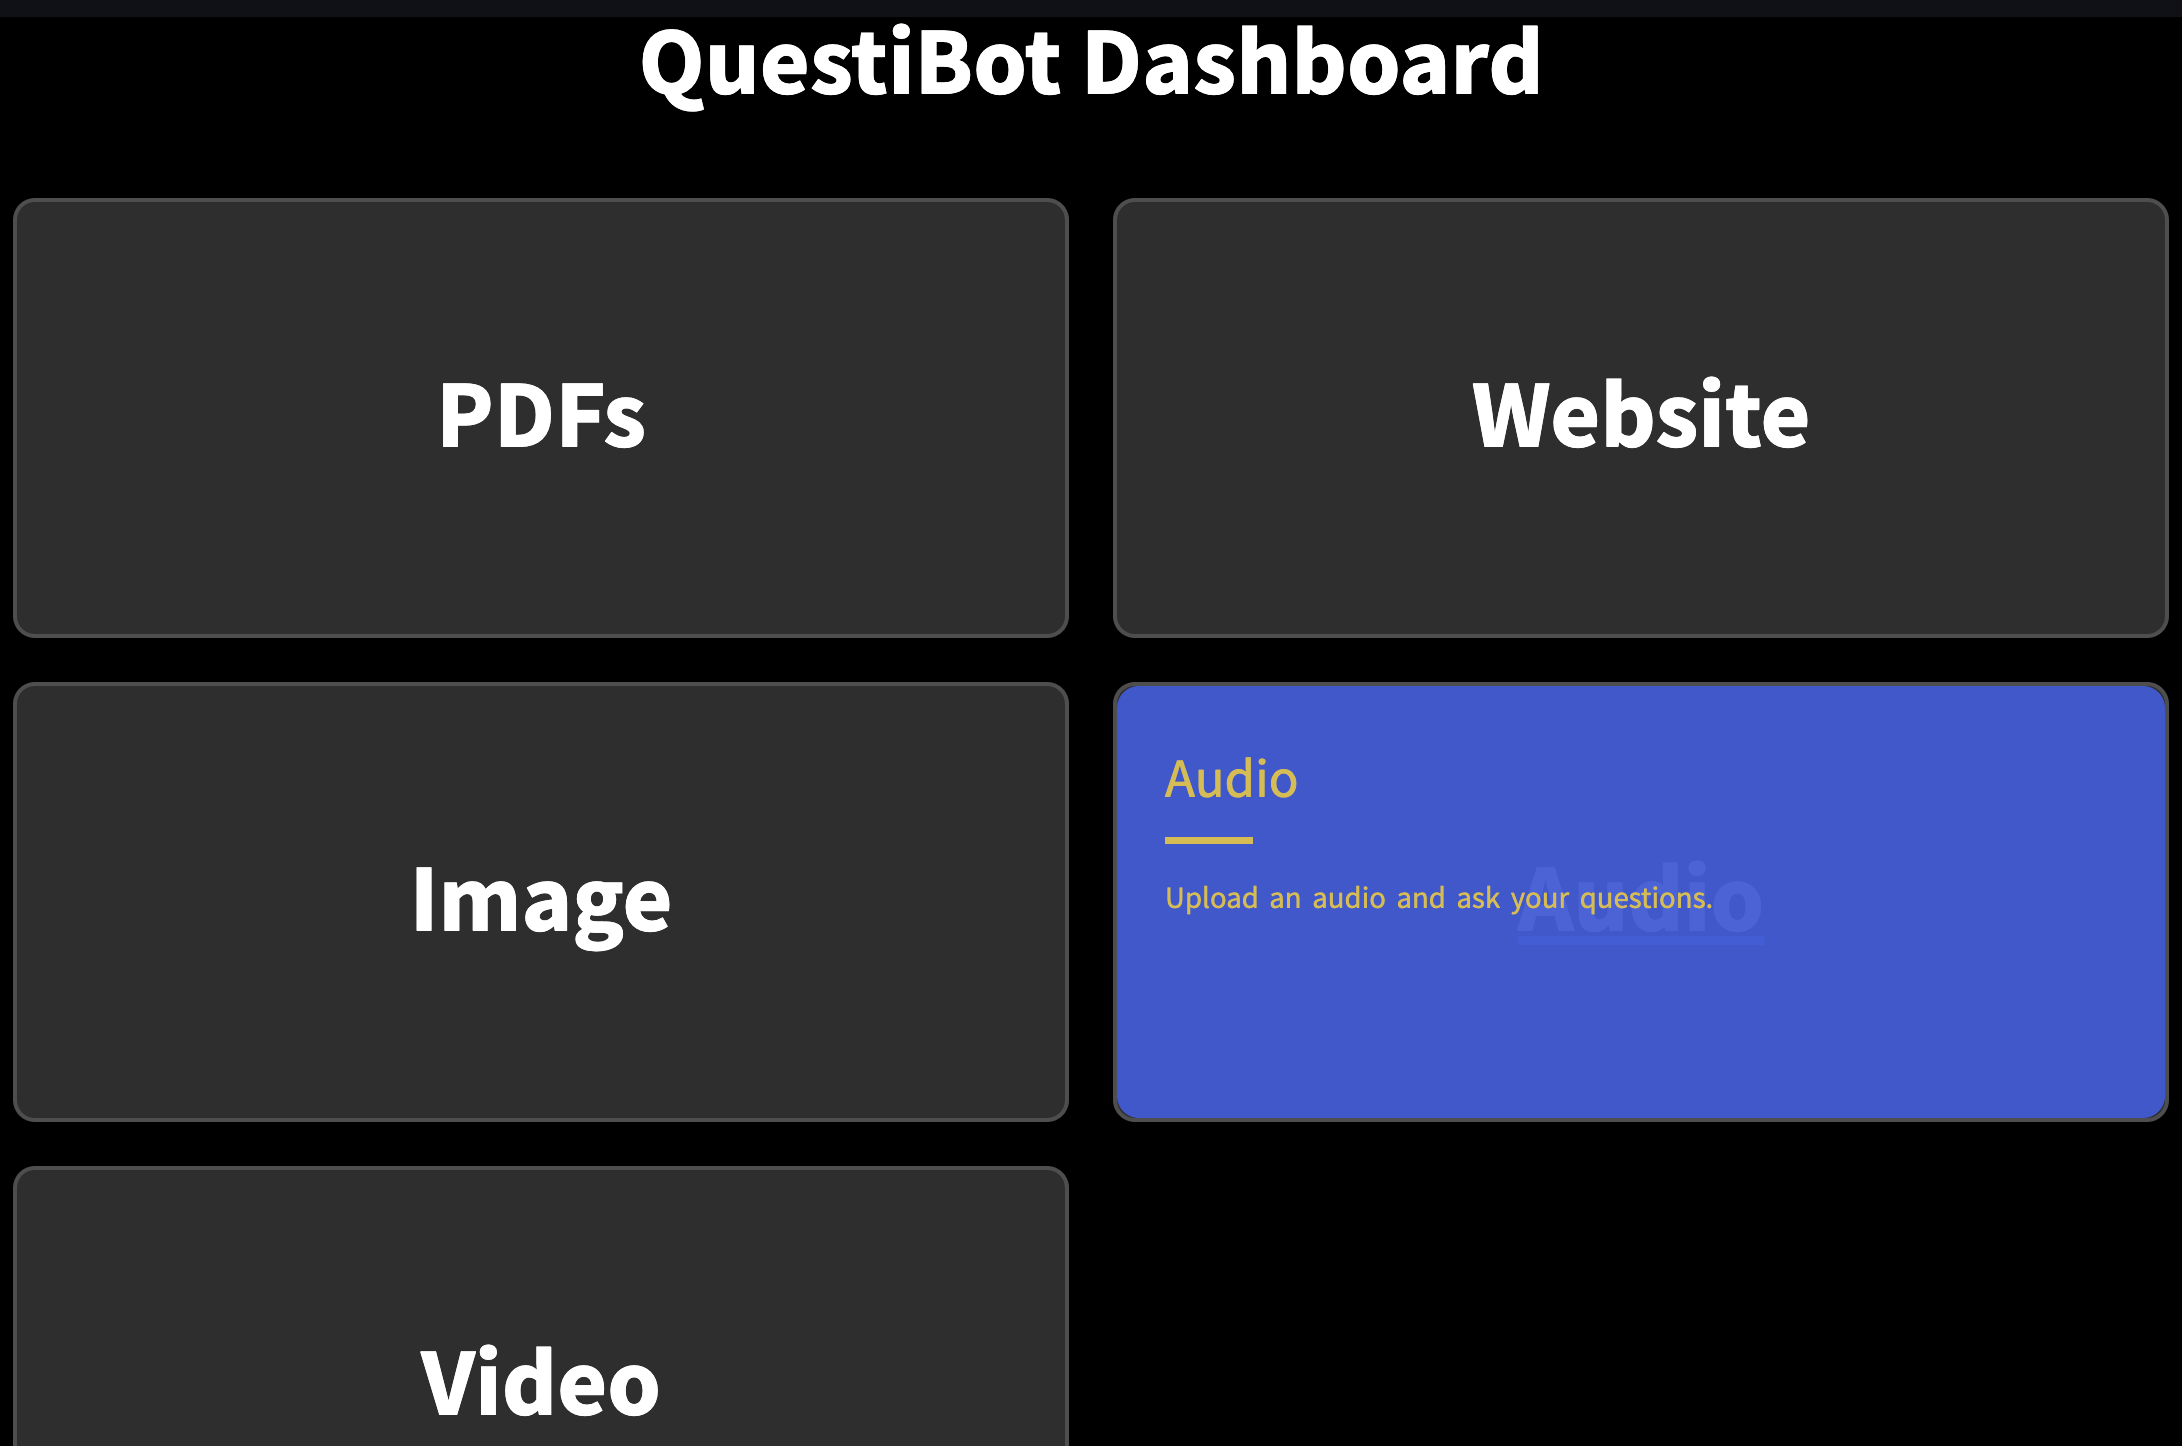 QuestiBot Dashboard
PDFs
Website
Image
Audio
Upload an audio and ask your questions.
Audio
Video